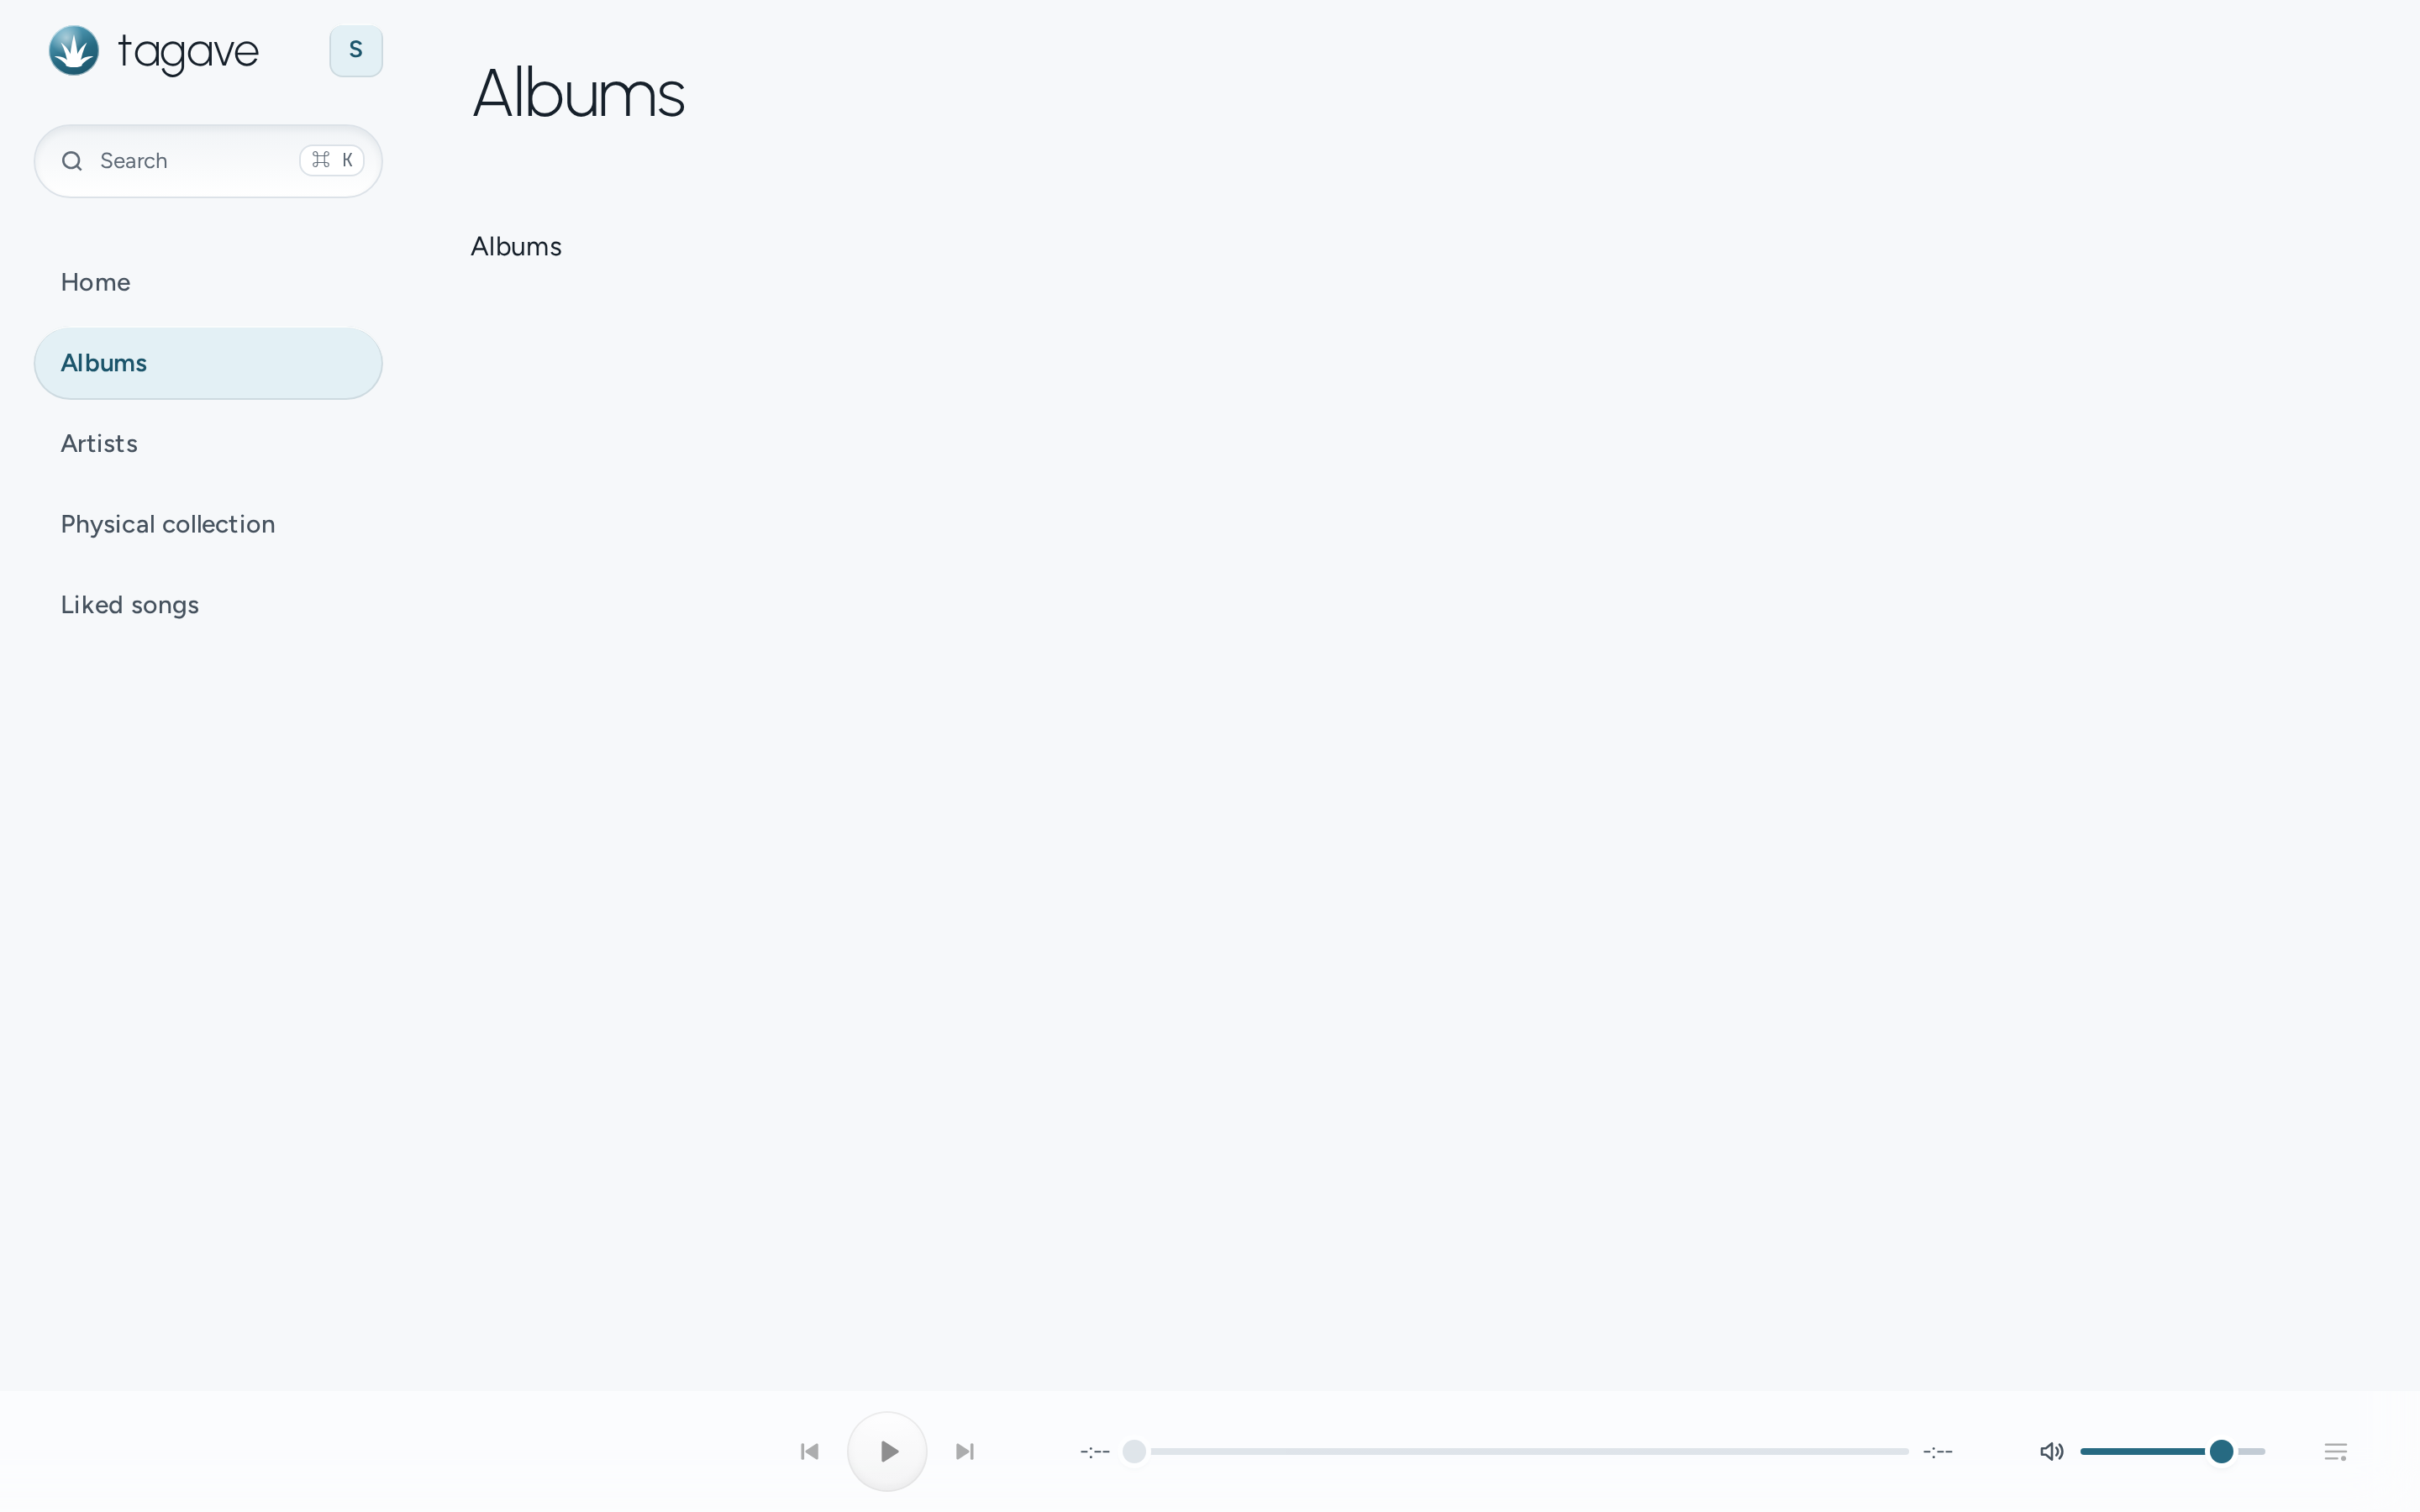 tagave
S
Search
⌘ K
Home
Albums
Artists
Physical collection
Liked songs
Albums
Albums
-:--
-:--